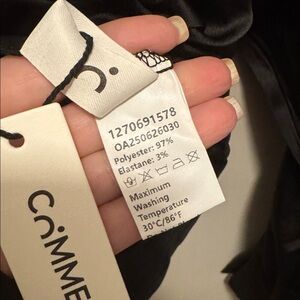 1270691578
OA250626030
Polyester: 97%
Elastane: 3%
Maximum
Washing
Temperature
30°C/86°F
COMME